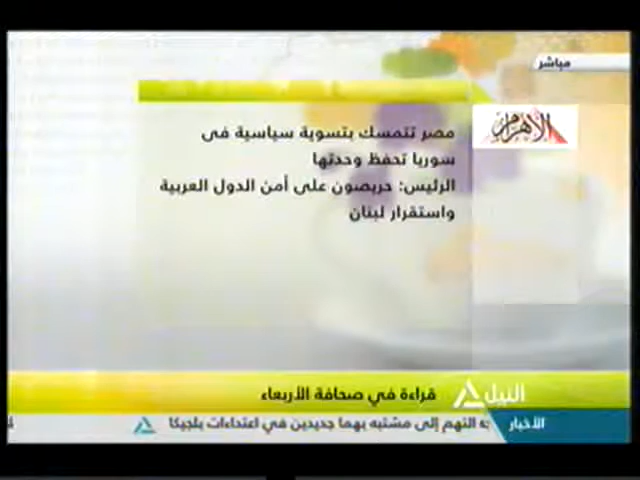 مباشر
الأهرام
مصر تتمسك بتسوية سياسية فى
سوريا تحفظ وحدتها
الرئيس: حريصون على أمن الدول العربية
واستقرار لبنان
النيل قراءة في صحافة الأربعاء
الأخبار
التهم إلى مشتبه بهما جديدين في اعتداءات بلجيكا